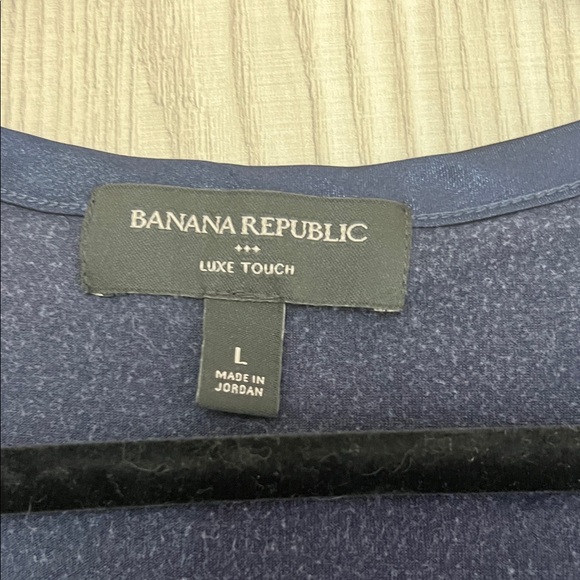 BANANA REPUBLIC
LUXE TOUCH
L
MADE IN
JORDAN